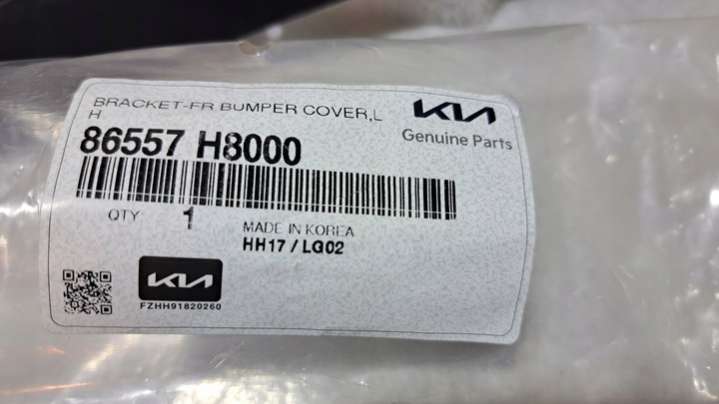 BRACKET-FR BUMPER COVER,L
H
KIA
Genuine Parts
86557 H8000
QTY 1
MADE IN KOREA
HH17 / LG02
KIA
FZHH91820260